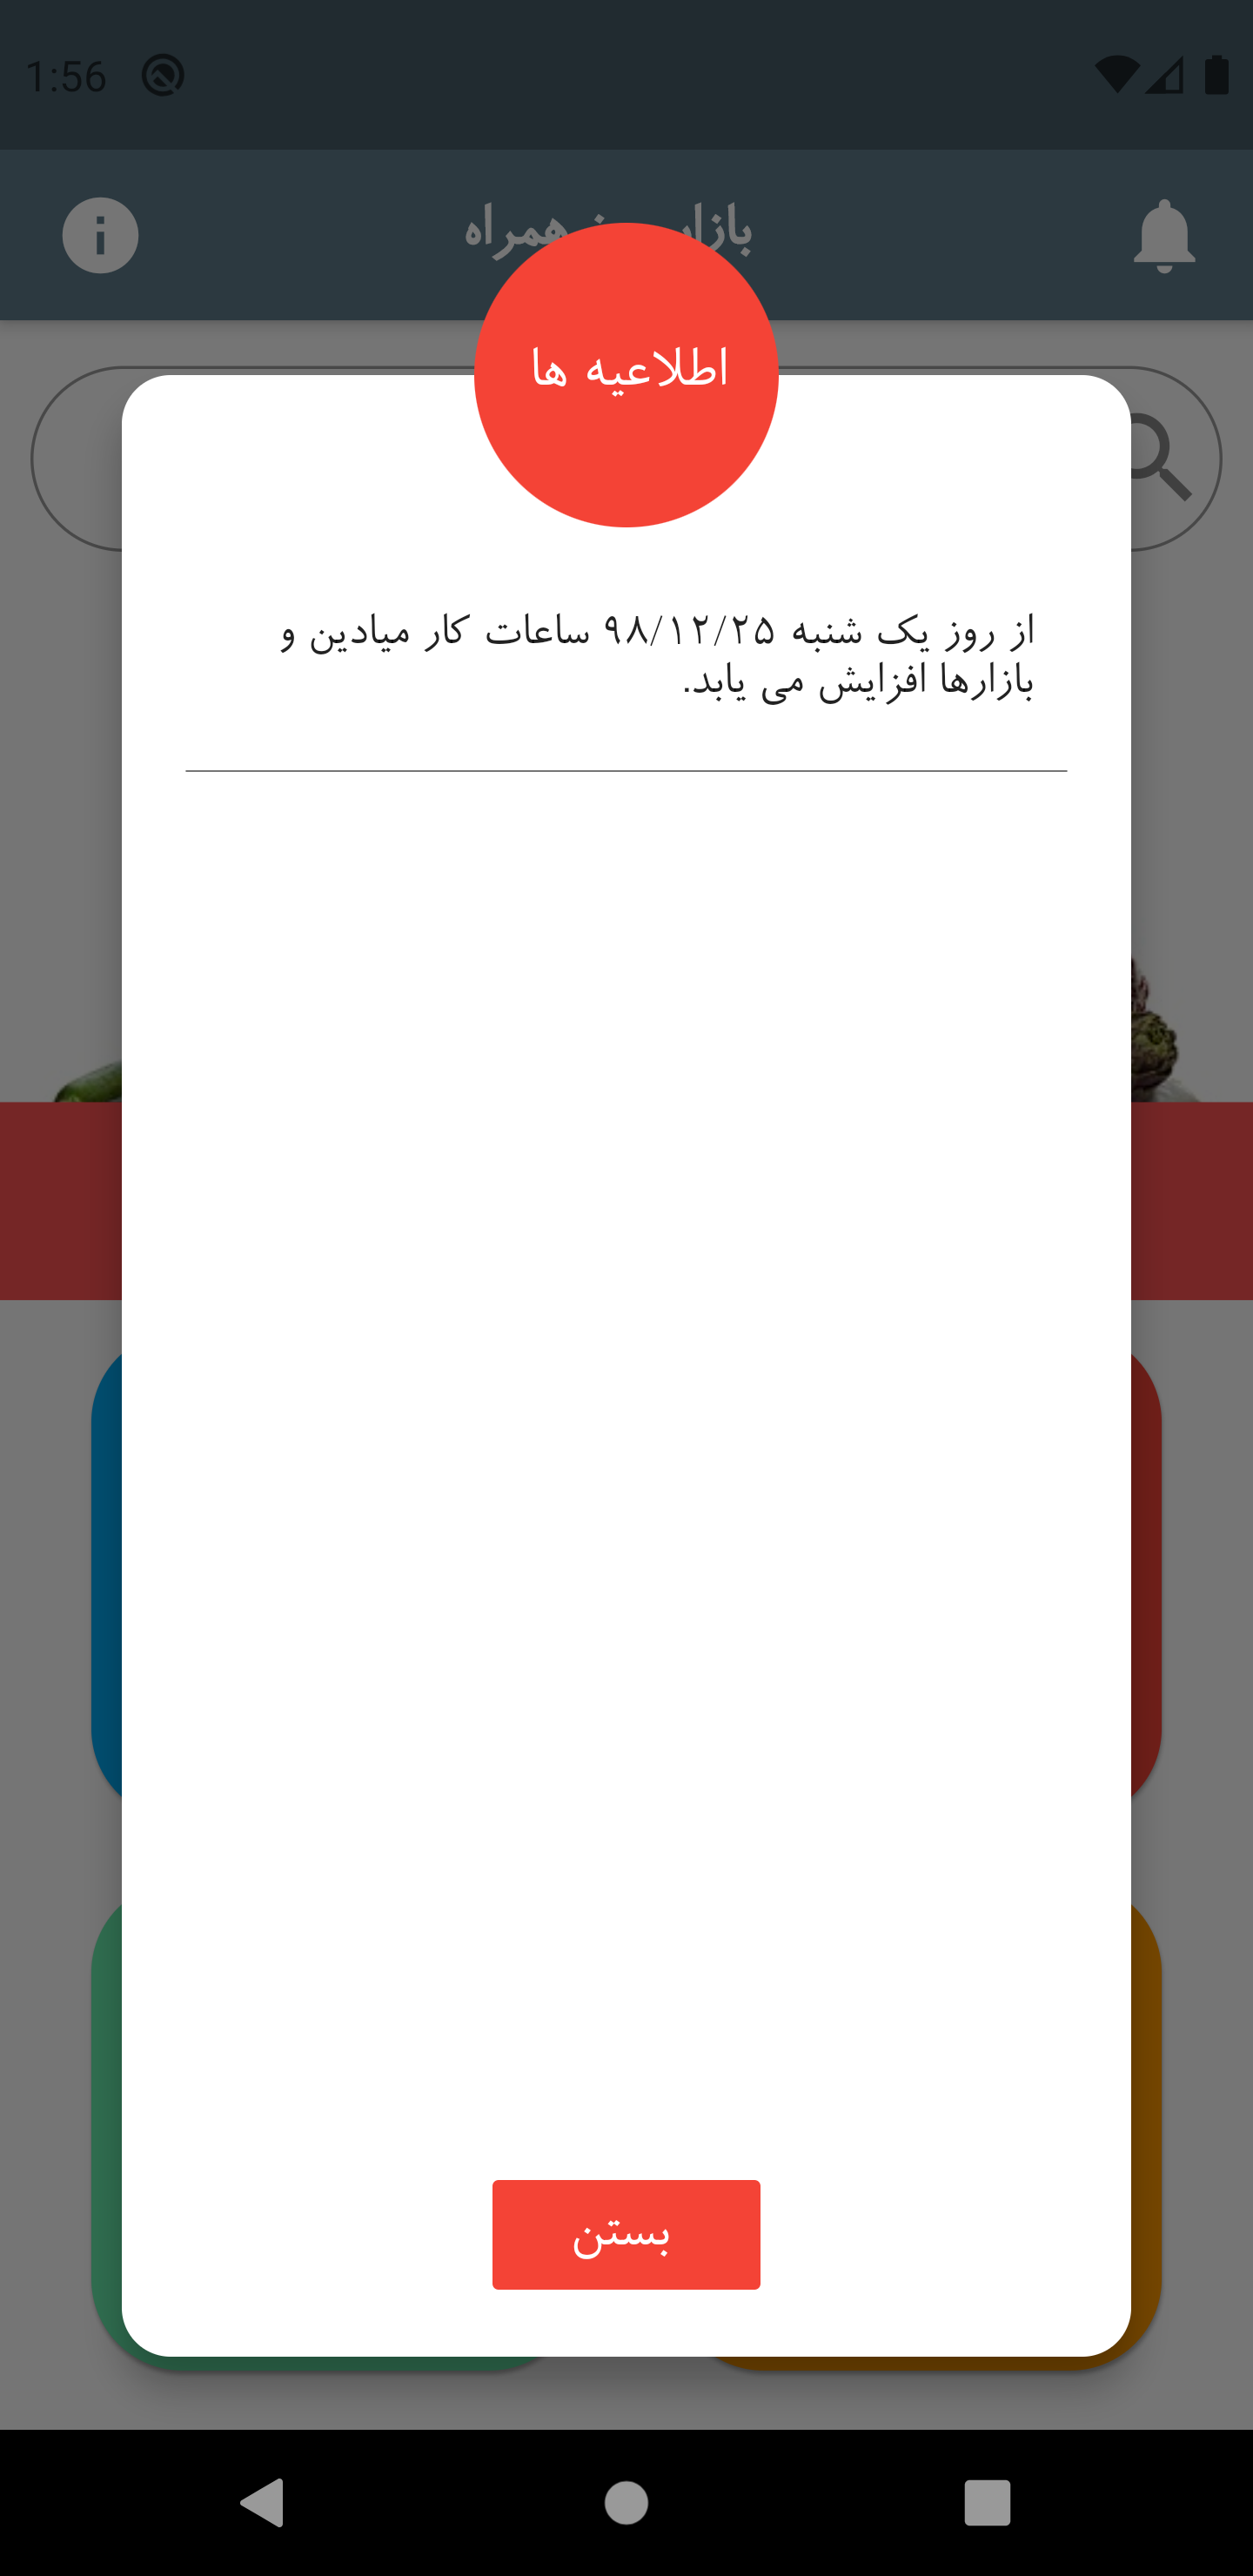 1:56
بازار همراه
اطلاعیه ها
از روز یک شنبه ۹۸/۱۲/۲۵ ساعات کار میادین و
بازارها افزایش می یابد.
بستن